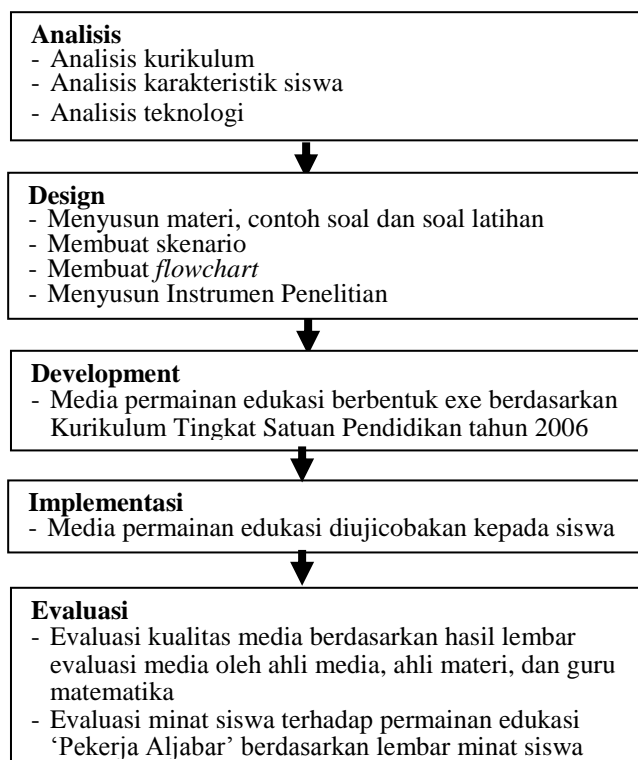 Analisis
- Analisis kurikulum
- Analisis karakteristik siswa
- Analisis teknologi
Design
- Menyusun materi, contoh soal dan soal latihan
- Membuat skenario
- Membuat flowchart
- Menyusun Instrumen Penelitian
Development
- Media permainan edukasi berbentuk exe berdasarkan
Kurikulum Tingkat Satuan Pendidikan tahun 2006
Implementasi
- Media permainan edukasi diujicobakan kepada siswa
Evaluasi
- Evaluasi kualitas media berdasarkan hasil lembar
evaluasi media oleh ahli media, ahli materi, dan guru
matematika
- Evaluasi minat siswa terhadap permainan edukasi
‘Pekerja Aljabar’ berdasarkan lembar minat siswa